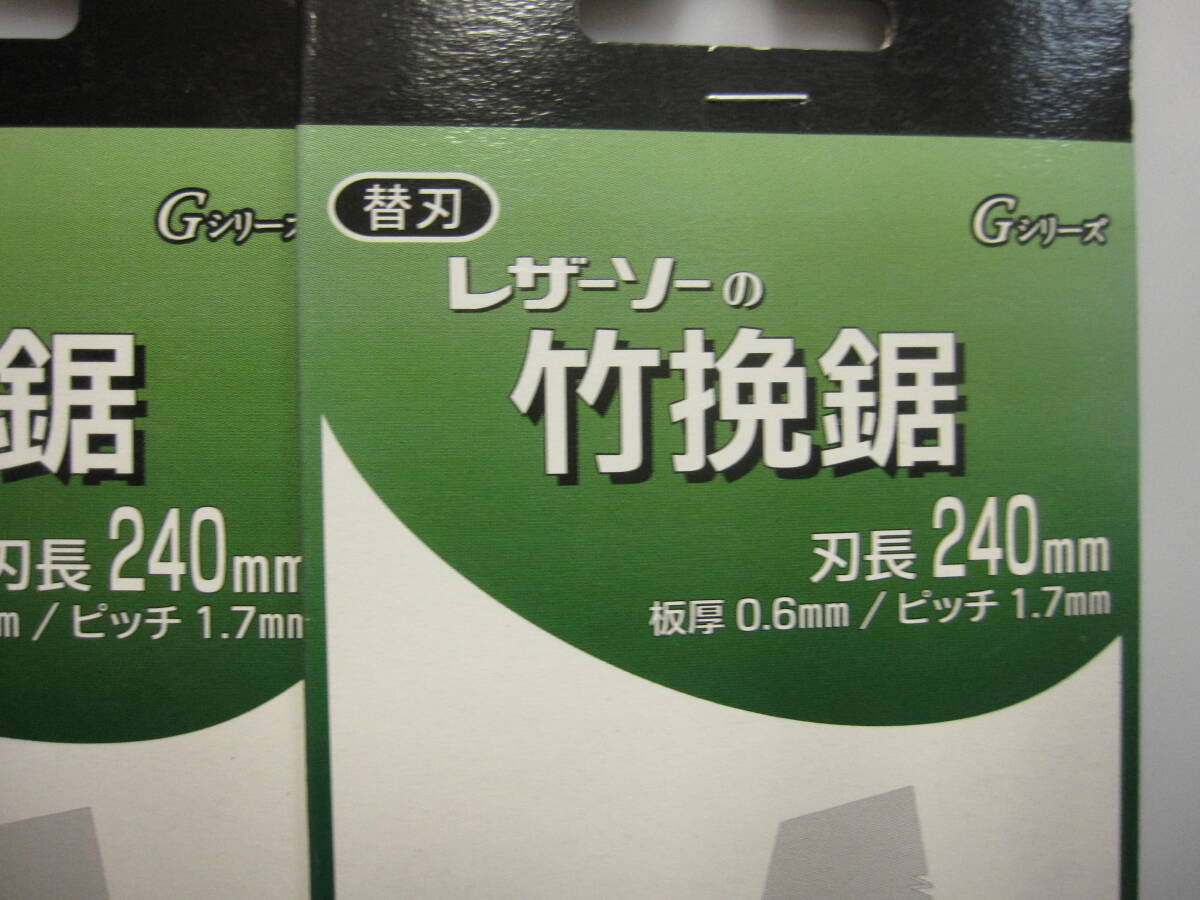 Gシリーズ
鋸
刃長 240mm
m / ピッチ 1.7mm
替刃
Gシリーズ
レザーソーの
竹挽鋸
刃長 240mm
板厚 0.6mm / ピッチ 1.7mm